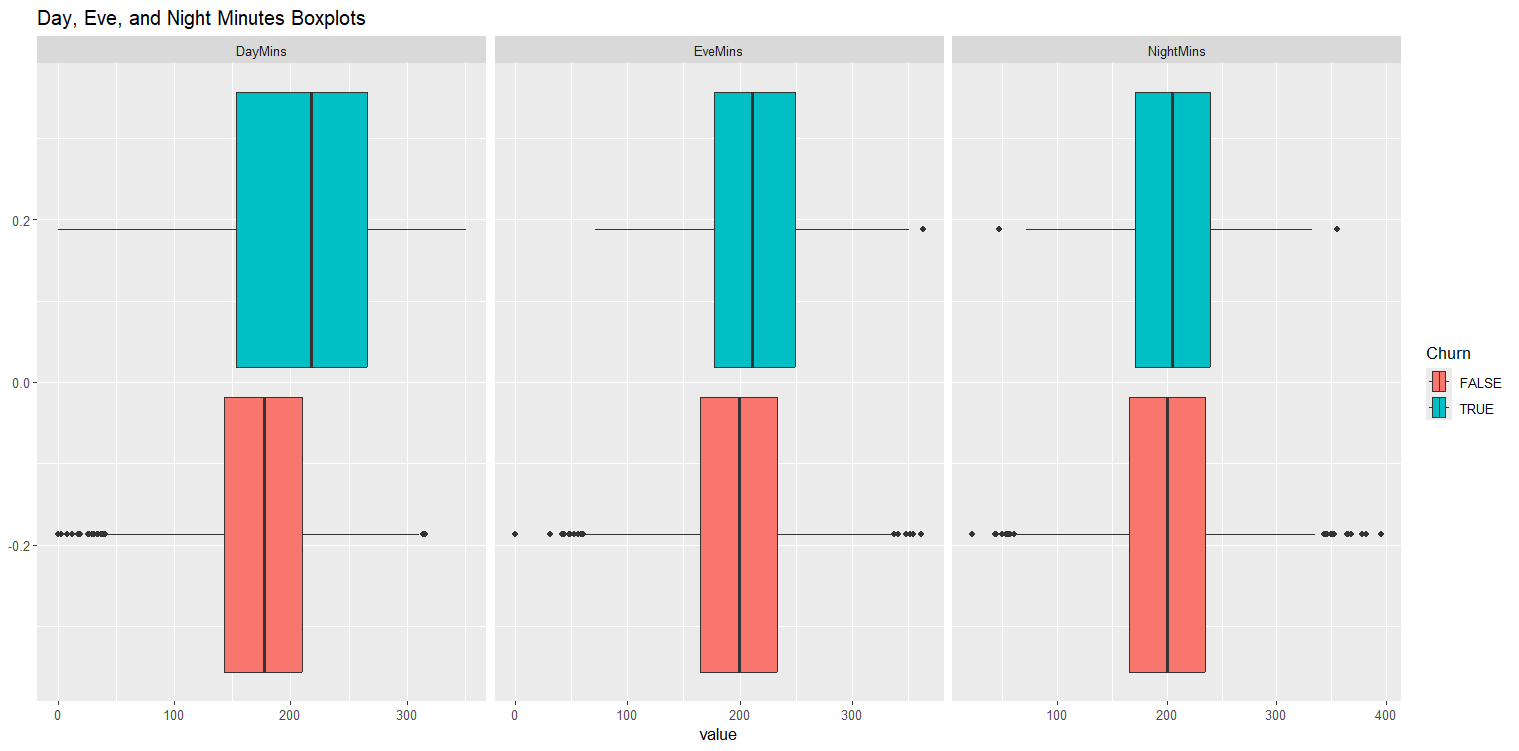 Day, Eve, and Night Minutes Boxplots
DayMins EveMins NightMins
0.2
0.0
-0.2
0 100 200 300 0 100 200 300 100 200 300 400
value
Churn
FALSE
TRUE